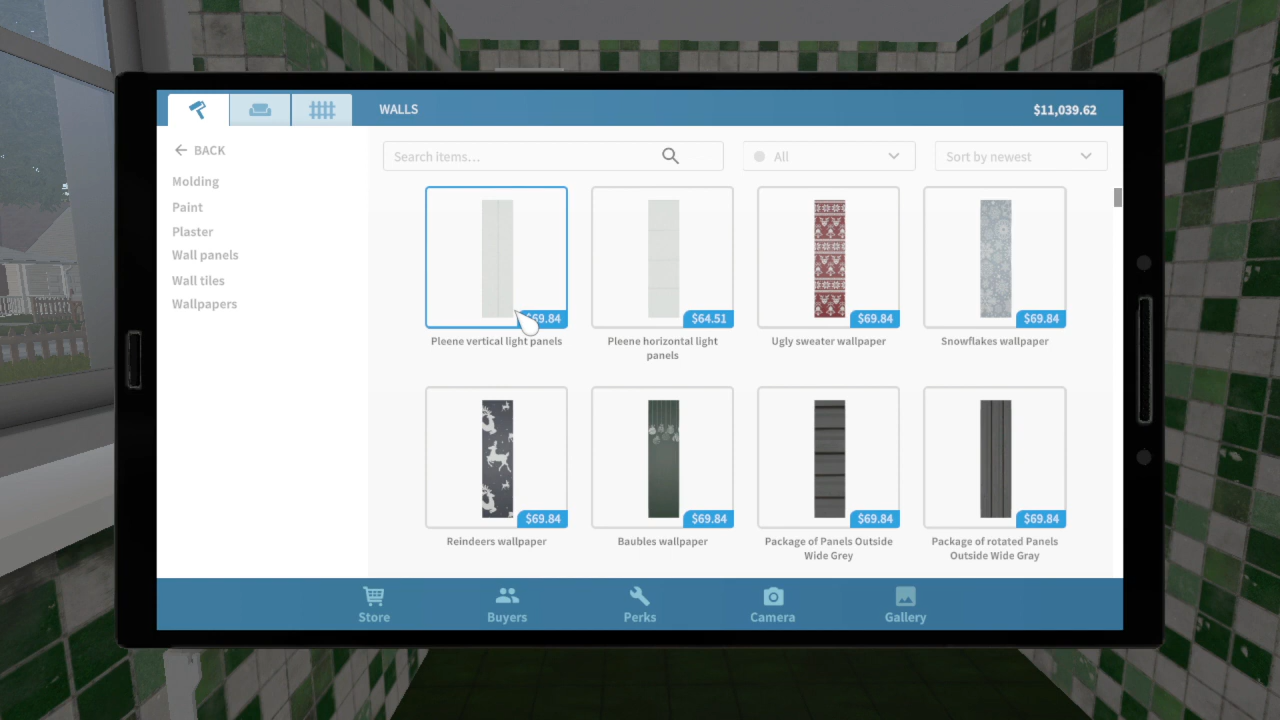 WALLS
$11,039.62
BACK
Search items...
All
Sort by newest
Molding
Paint
Plaster
Wall panels
Wall tiles
Wallpapers
$69.84
$64.51
$69.84
$69.84
Pleene vertical light panels
Pleene horizontal light
panels
Ugly sweater wallpaper
Snowflakes wallpaper
$69.84
$69.84
$69.84
$69.84
Reindeers wallpaper
Baubles wallpaper
Package of Panels Outside
Wide Grey
Package of rotated Panels
Outside Wide Gray
Store
Buyers
Perks
Camera
Gallery